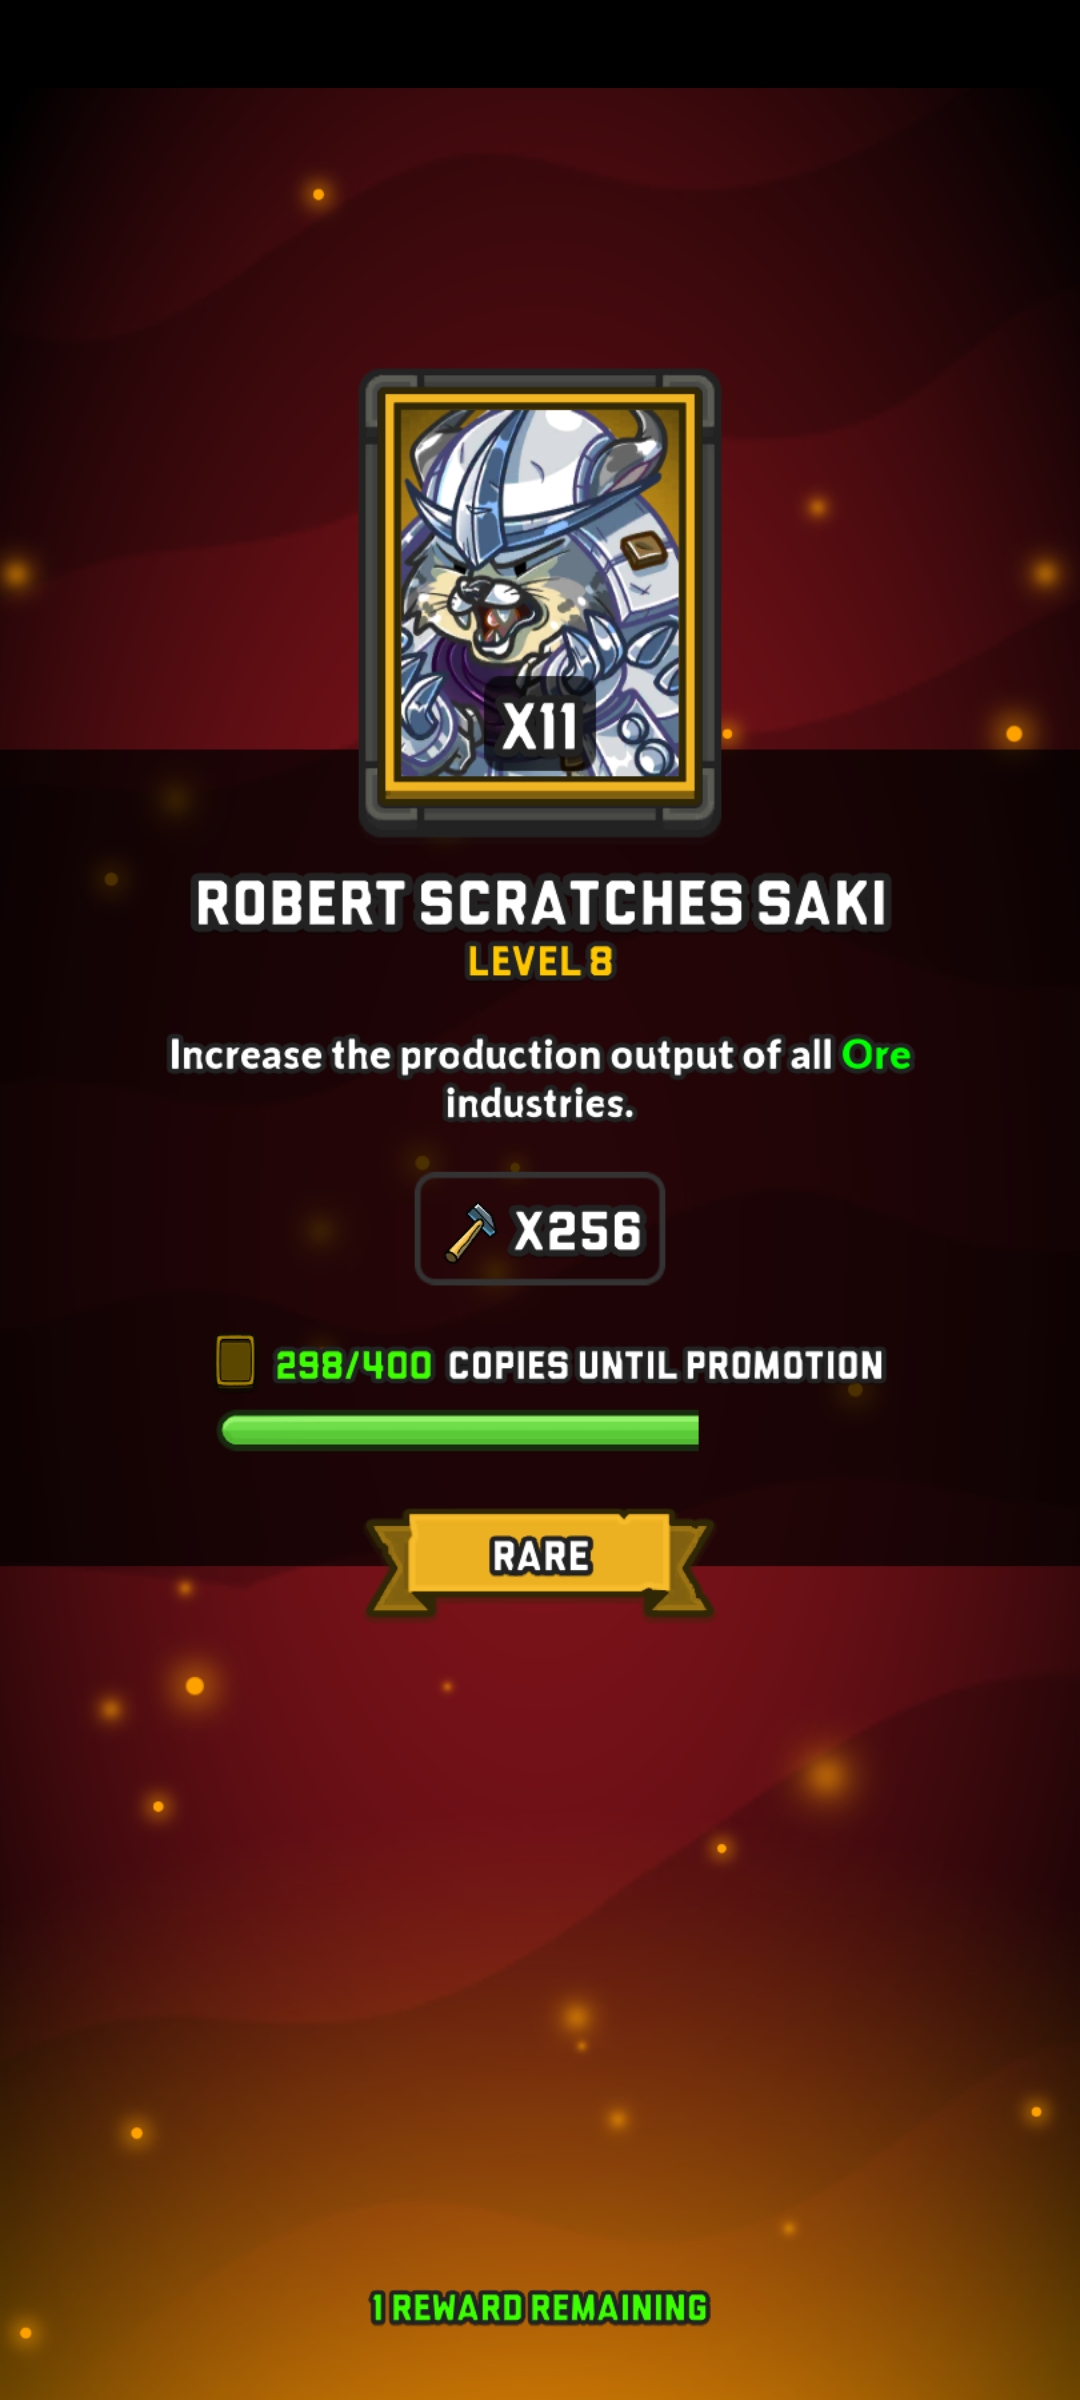 X11
ROBERT SCRATCHES SAKI
LEVEL 8
Increase the production output of all Ore
industries.
X256
298/400 COPIES UNTIL PROMOTION
RARE
1 REWARD REMAINING